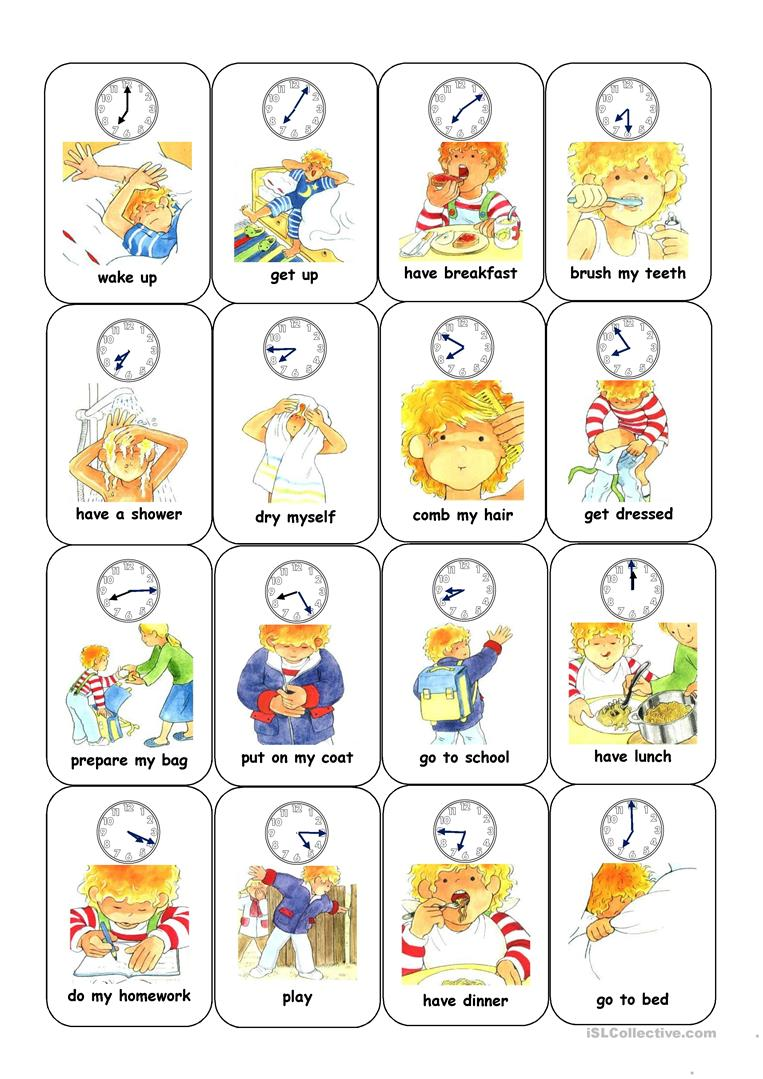 wake up
get up
have breakfast
brush my teeth
have a shower
dry myself
comb my hair
get dressed
prepare my bag
put on my coat
go to school
have lunch
do my homework
play
have dinner
go to bed
iSLCollective.com